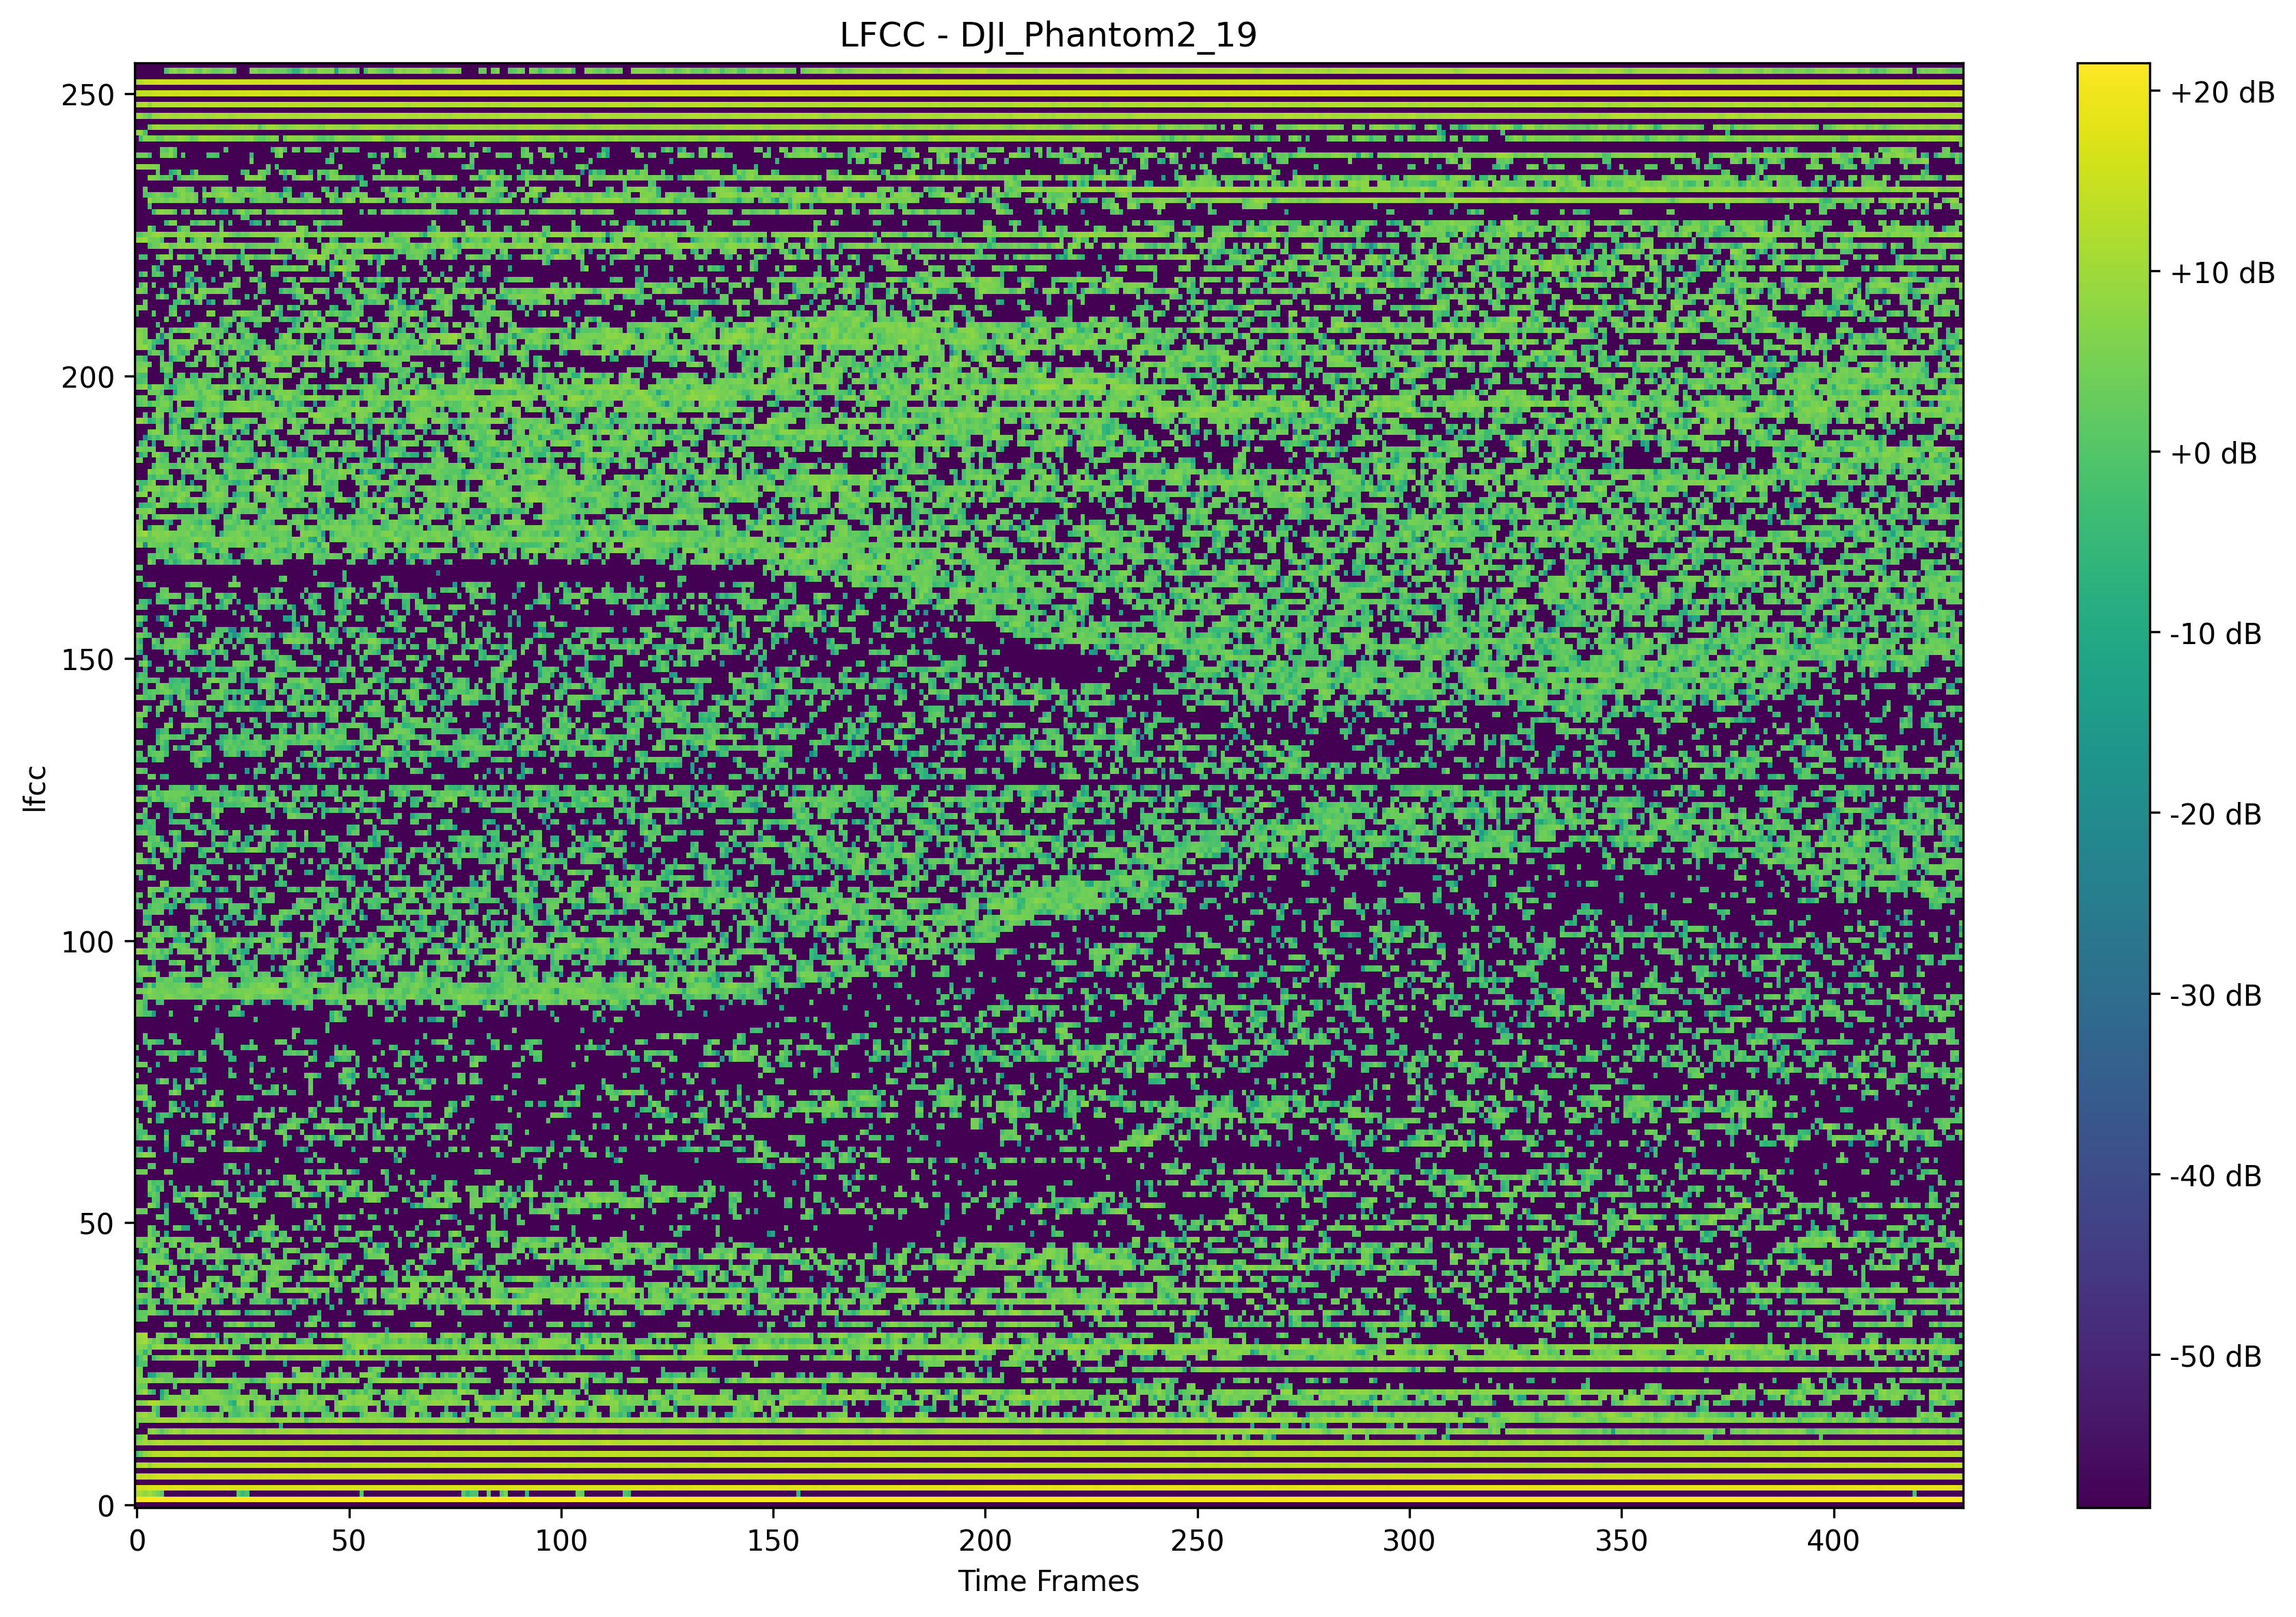 LFCC - DJI_Phantom2_19
250
200
150
100
50
0
lfcc
0 50 100 150 200 250 300 350 400
Time Frames
+20 dB
+10 dB
+0 dB
-10 dB
-20 dB
-30 dB
-40 dB
-50 dB